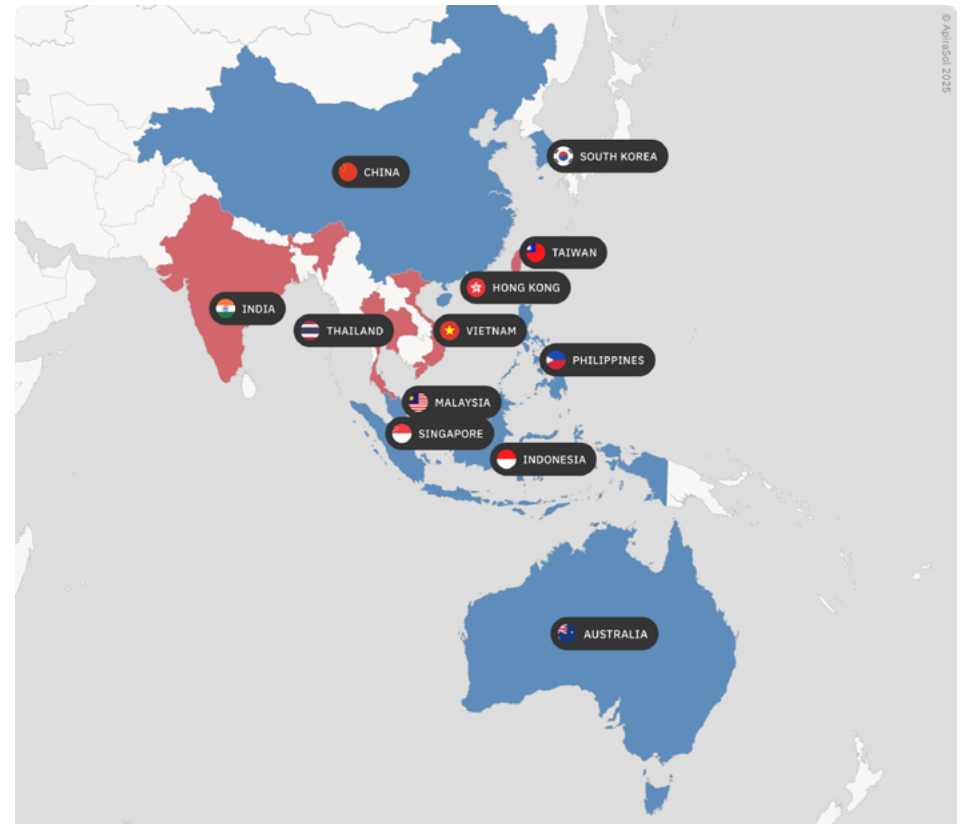 © ApiraSol 2025
SOUTH KOREA
CHINA
TAIWAN
HONG KONG
INDIA
THAILAND
VIETNAM
PHILIPPINES
MALAYSIA
SINGAPORE
INDONESIA
AUSTRALIA